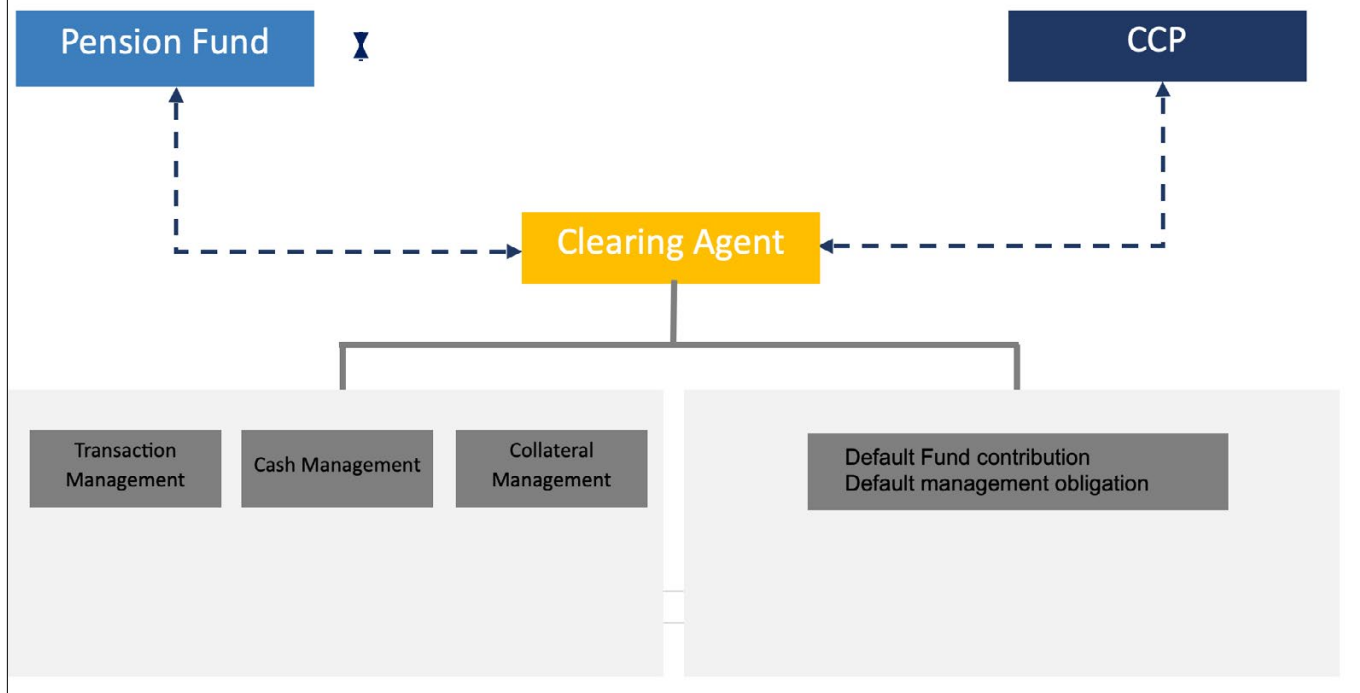 Pension Fund
CCP
Clearing Agent
Transaction
Management
Cash Management
Collateral
Management
Default Fund contribution
Default management obligation